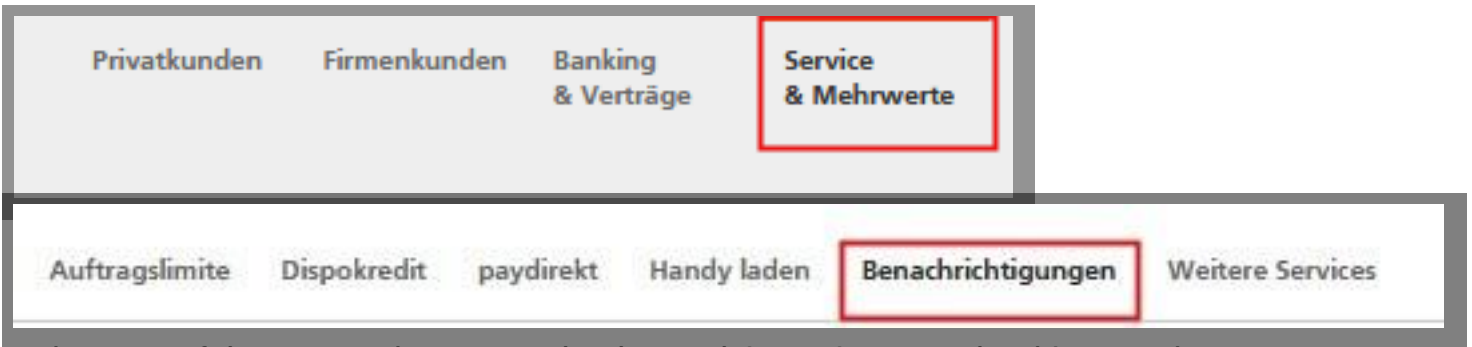 Privatkunden Firmenkunden Banking & Verträge Service & Mehrwerte
Auftragslimite Dispokredit paydirekt Handy laden Benachrichtigungen Weitere Services